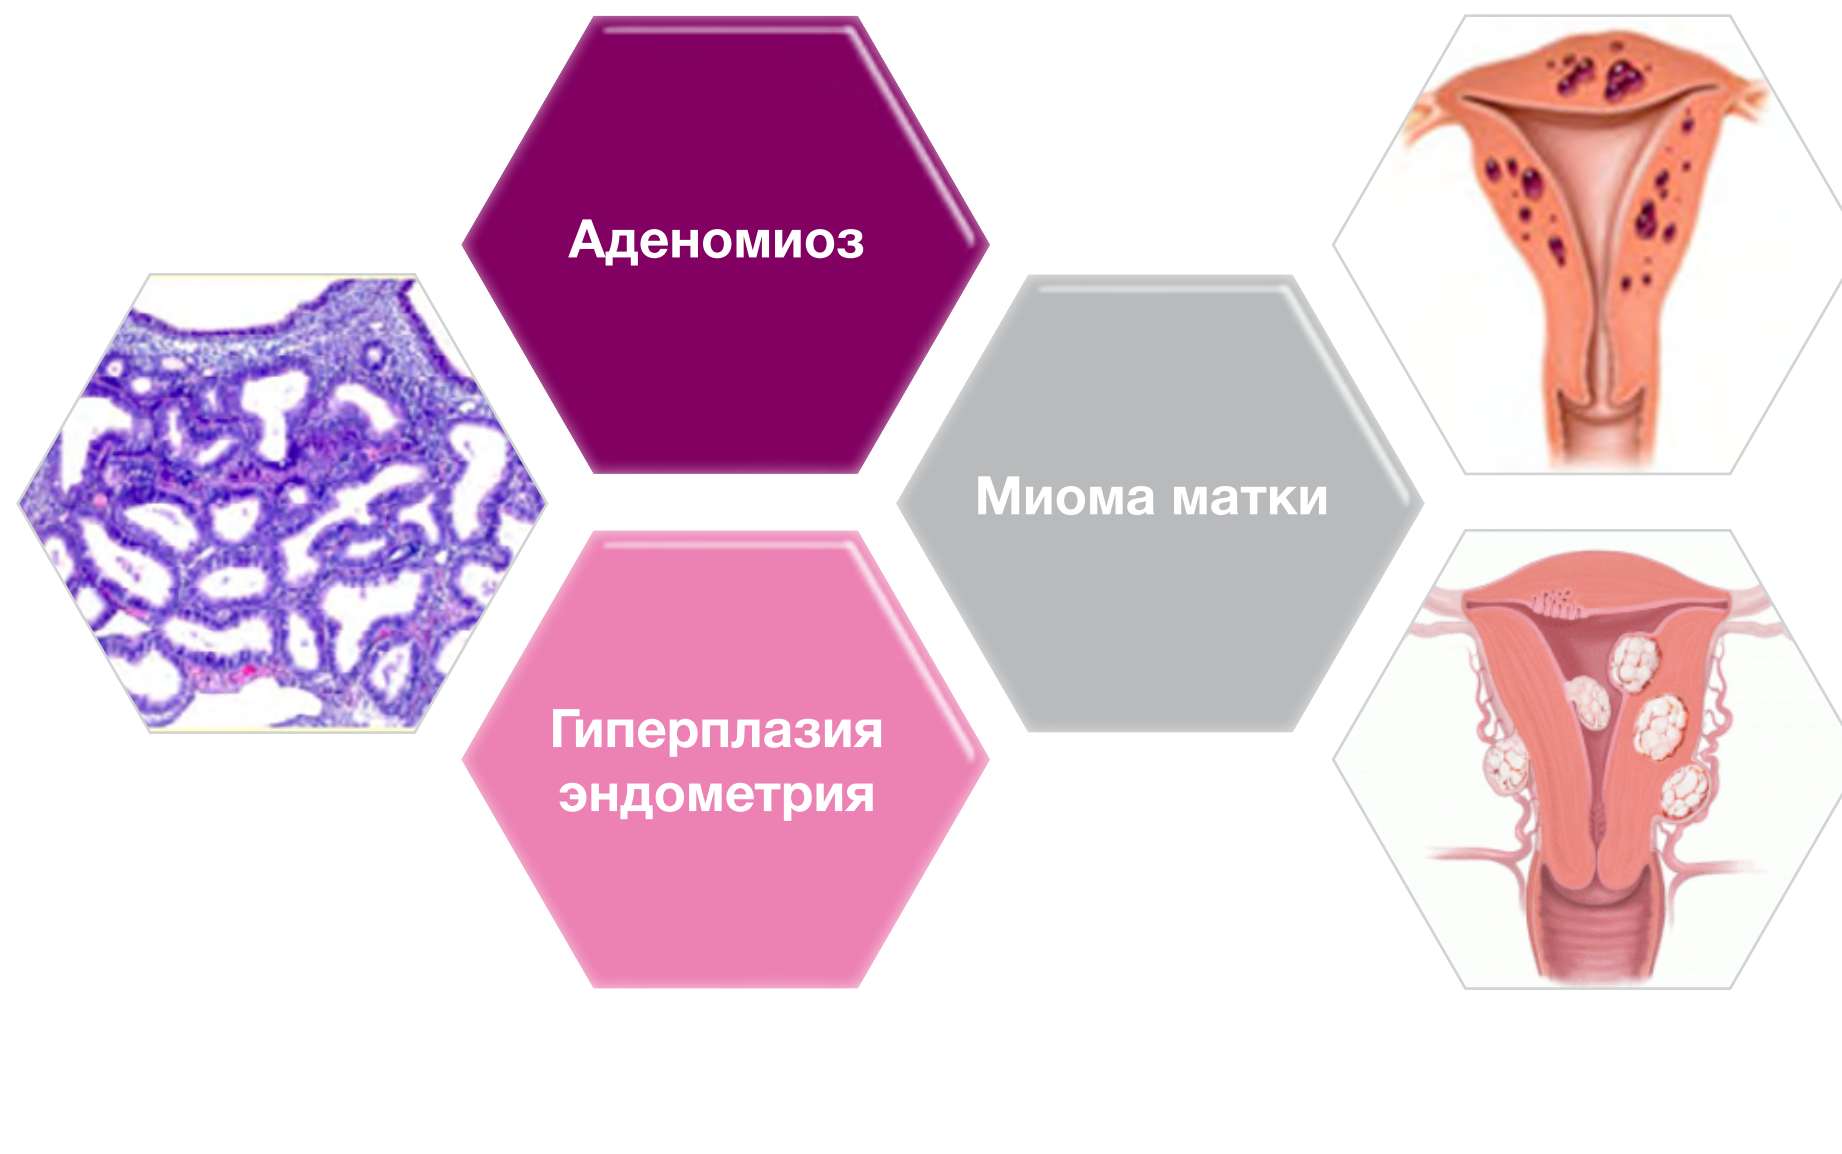 Аденомиоз
Миома матки
Гиперплазия
эндометрия